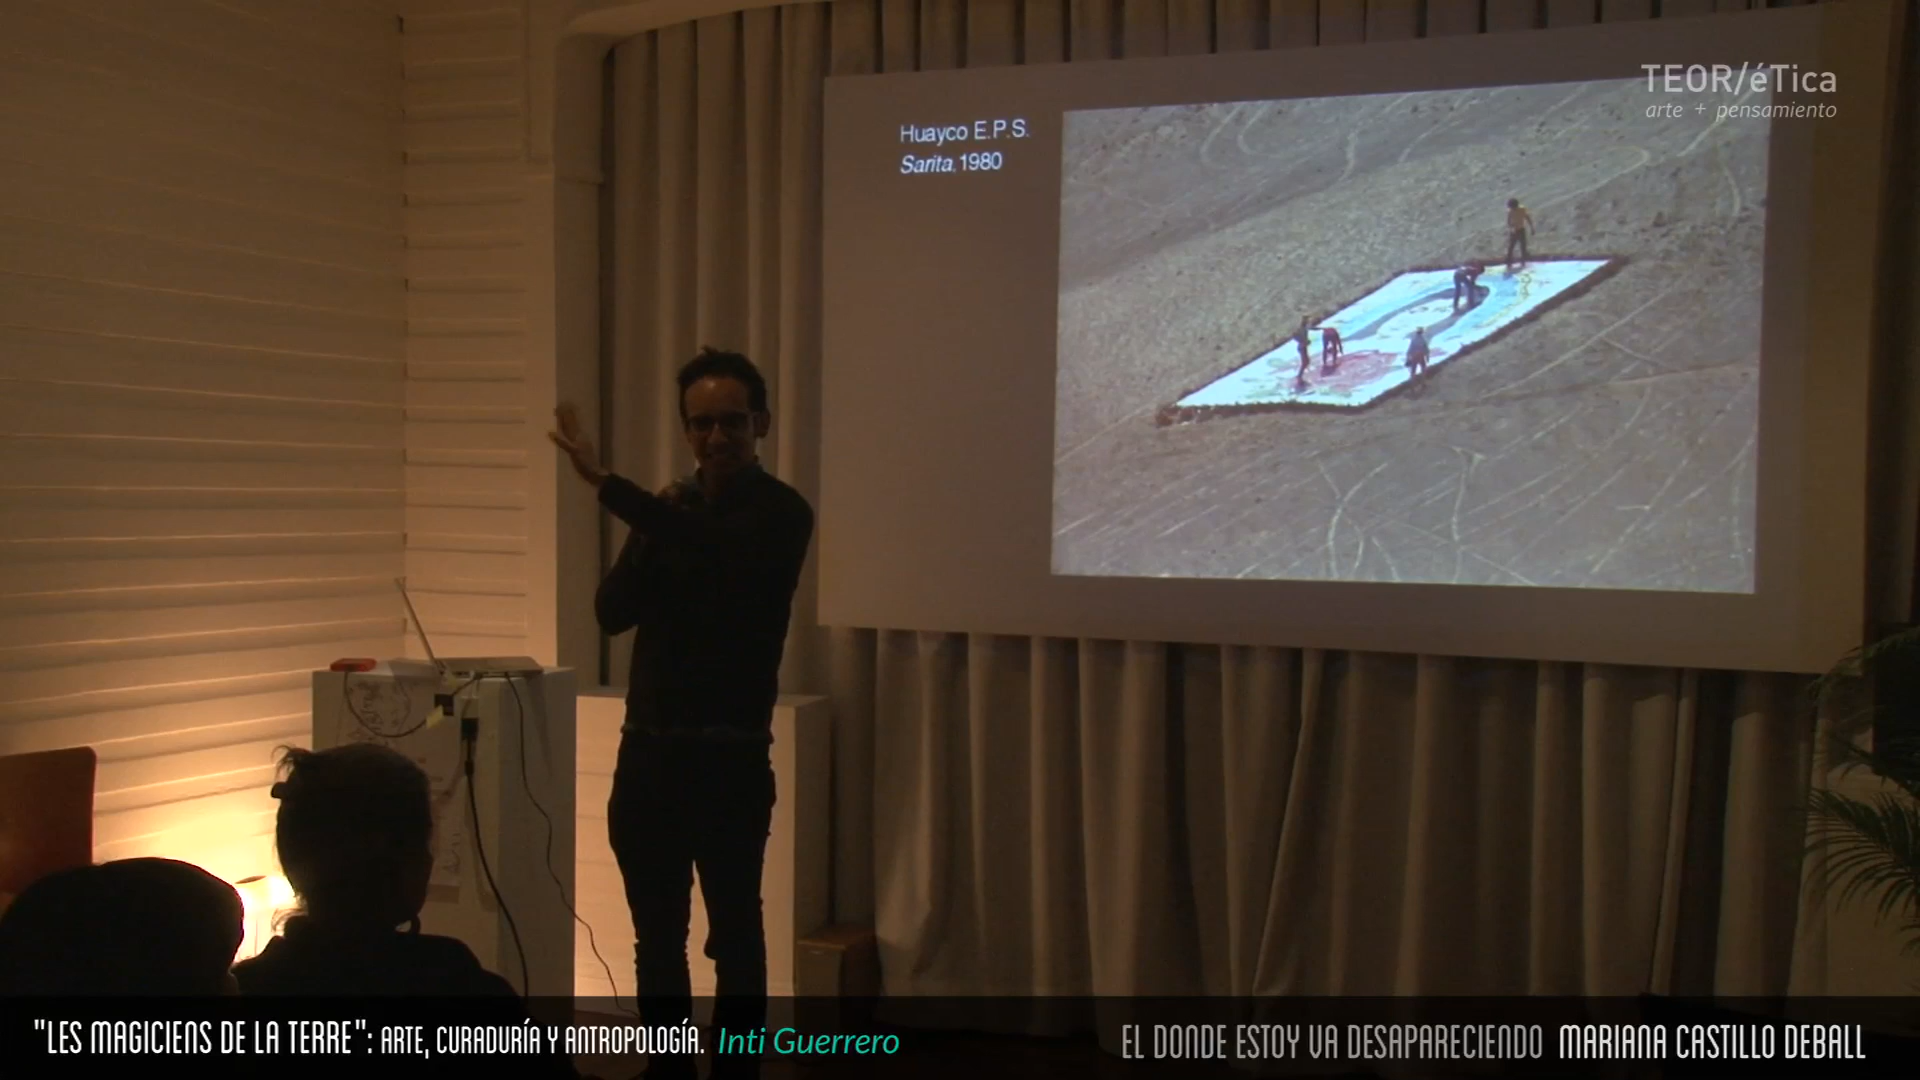 TEOR/éTica
arte + pensamiento
Huayco E.P.S.
Sarita, 1980
"LES MAGICIENS DE LA TERRE": ARTE, CURADURÍA Y ANTROPOLOGÍA. Inti Guerrero
EL DONDE ESTOY VA DESAPARECIENDO MARIANA CASTILLO DEBALL